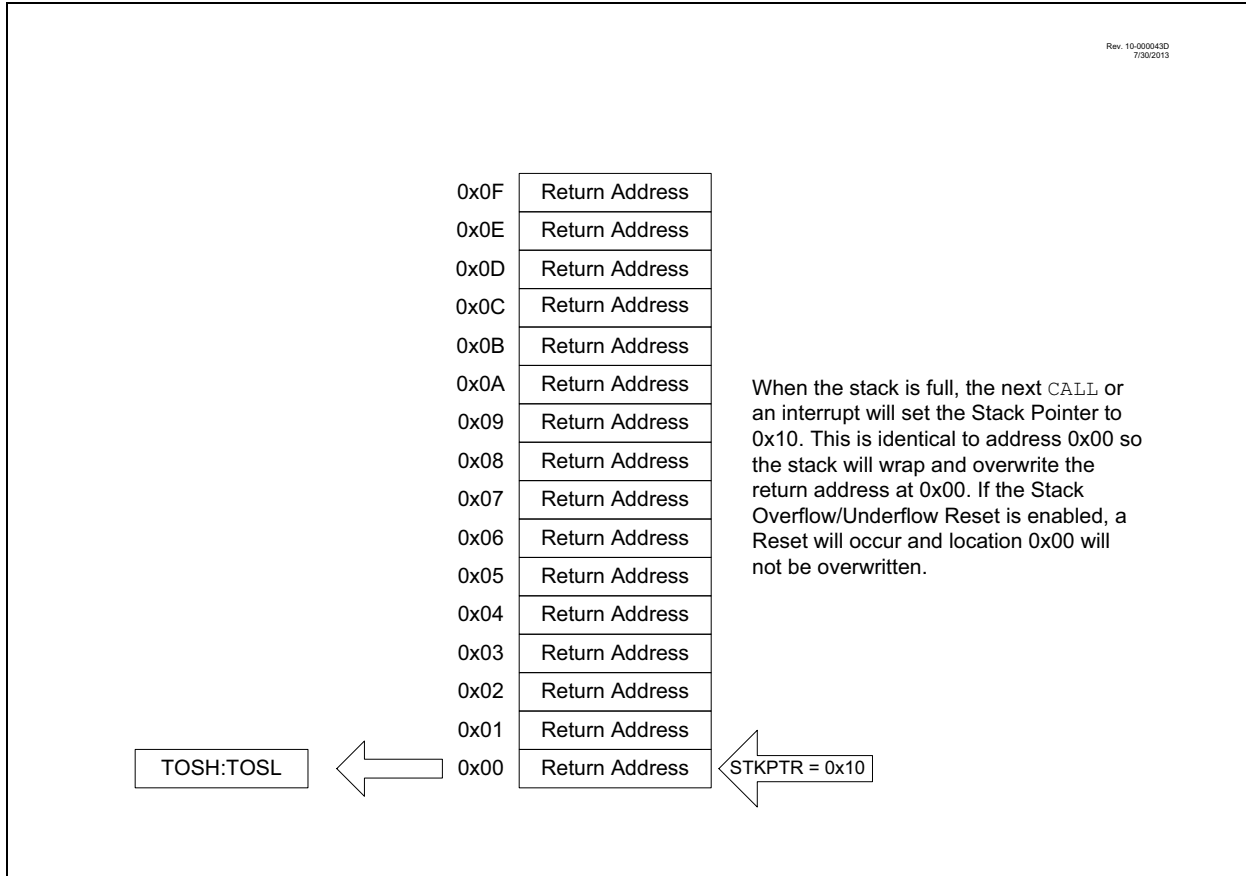 Rev. 10-000043D
7/30/2013
0x0F Return Address
0x0E Return Address
0x0D Return Address
0x0C Return Address
0x0B Return Address
0x0A Return Address
0x09 Return Address
0x08 Return Address
0x07 Return Address
0x06 Return Address
0x05 Return Address
0x04 Return Address
0x03 Return Address
0x02 Return Address
0x01 Return Address
TOSH:TOSL 0x00 Return Address STKPTR = 0x10
When the stack is full, the next CALL or
an interrupt will set the Stack Pointer to
0x10. This is identical to address 0x00 so
the stack will wrap and overwrite the
return address at 0x00. If the Stack
Overflow/Underflow Reset is enabled, a
Reset will occur and location 0x00 will
not be overwritten.